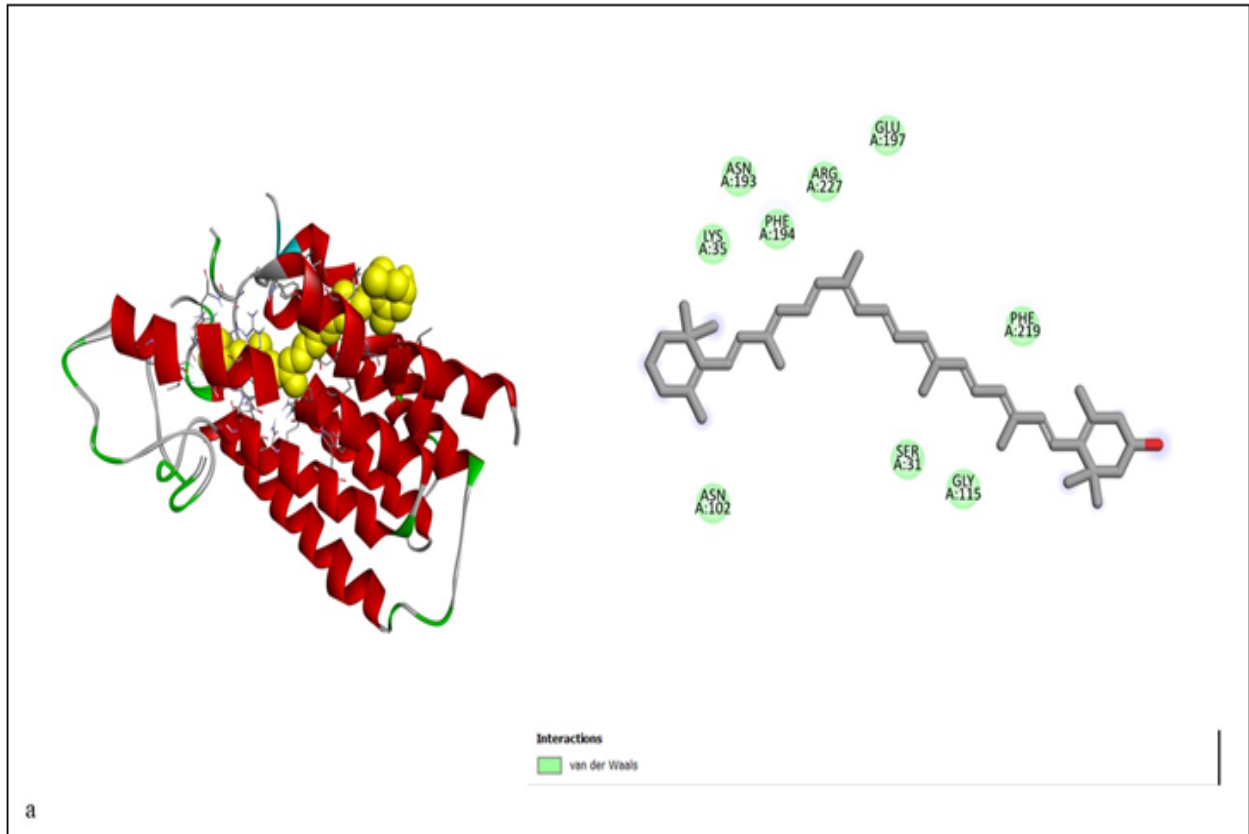 GLU
A:197
ASN
A:193
ARG
A:227
PHE
A:194
LYS
A:35
PHE
A:219
SER
A:31
GLY
A:115
ASN
A:102
Interactions
van der Waals
a